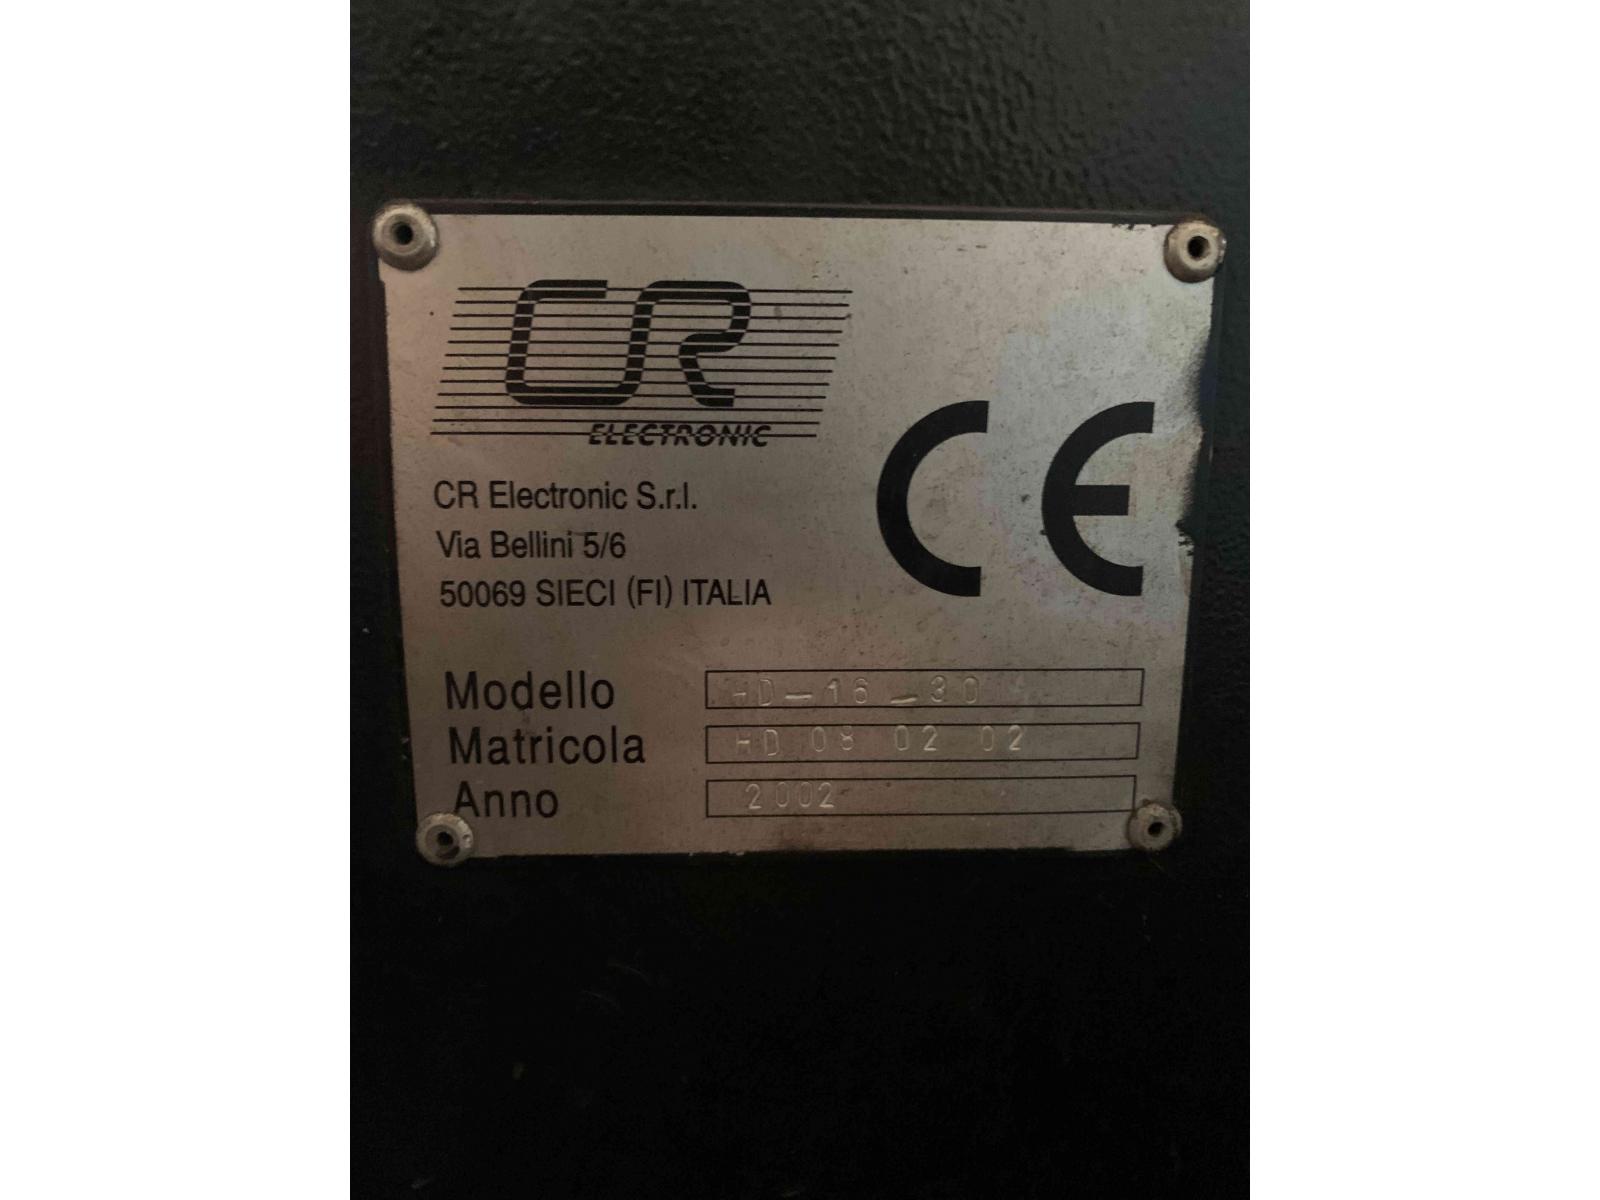 CR
ELECTRONIC
CE
CR Electronic S.r.l.
Via Bellini 5/6
50069 SIECI (FI) ITALIA
Modello HD-16-30
Matricola HD 08 02 02
Anno 2002